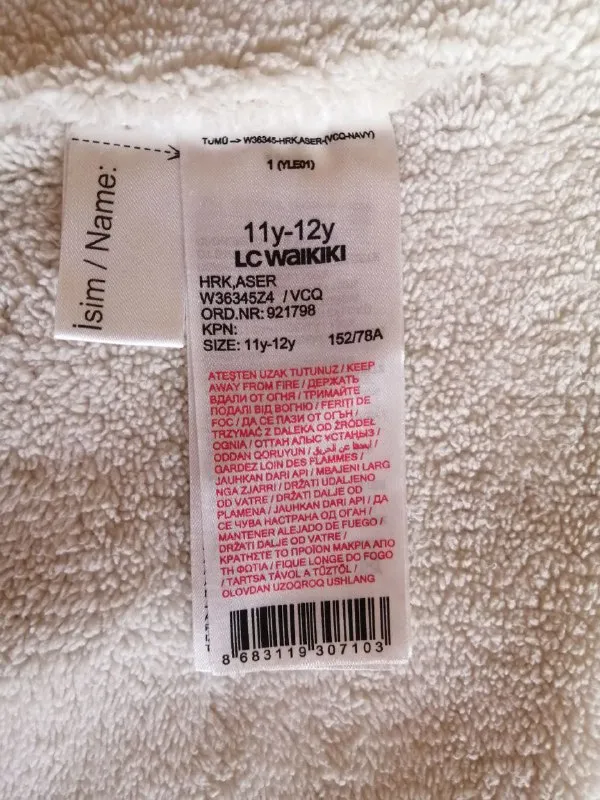 TÜMÜ → W36345-HRK,ASER-(VCQ-NAVY)
1 (YLE01)
İsim / Name:
11y-12y
LC WAIKIKI
HRK,ASER
W36345Z4 / VCQ
ORD.NR: 921798
KPN:
SIZE: 11y-12y 152/78A
ATEŞTEN UZAK TUTUNUZ / KEEP
AWAY FROM FIRE / ДЕРЖАТЬ
ВДАЛИ ОТ ОГНЯ / ТРИМАЙТЕ
ПОДАЛІ ВІД ВОГНЮ / FERITI DE
FOC / ДА СЕ ПАЗИ ОТ ОГЪН /
TRZYMAĆ Z DALEKA OD ŹRÓDEŁ
OGNIA / ОТТАН АЛЫС ҰСТАҢЫЗ /
ODDAN QORUYUN / أبعدها عن الحريق /
GARDEZ LOIN DES FLAMMES /
JAUHKAN DARI API / MBAJENI LARG
NGA ZJARRI / DRŽATI UDALJENO
OD VATRE / DRŽATI DALJE OD
PLAMENA / JAUHKAN DARI API / ДА
СЕ ЧУВА НАСТРАНА ОД ОГАН /
MANTENER ALEJADO DE FUEGO /
DRŽATI DALJE OD VATRE /
ΚΡΑΤΗΣΤΕ ΤΟ ΠΡΟΪΟΝ ΜΑΚΡΙΑ ΑΠΟ
ΤΗ ΦΩΤΙΑ / FIQUE LONGE DO FOGO
/ TARTSA TÁVOL A TŰZTŐL /
OLOVDAN UZOQROQ USHLANG
8 683119 307103